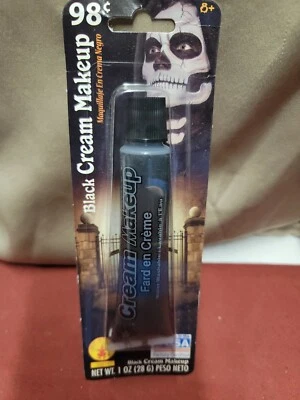 98¢
8+
Black Cream Makeup
Maquillaje En Crema Negro
Cream Makeup
Fard en Crème
Black Cream Makeup
NET WT. 1 OZ (28 G) PESO NETO